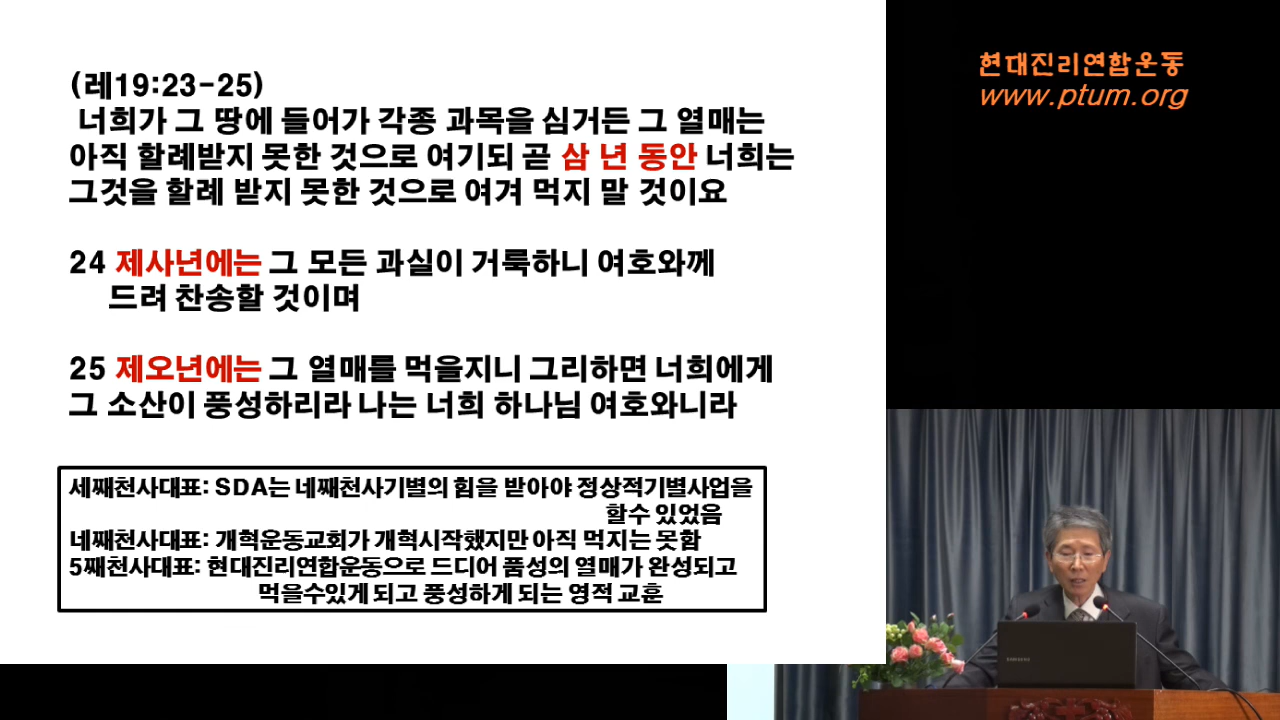 (레19:23-25)
너희가 그 땅에 들어가 각종 과목을 심거든 그 열매는
아직 할례받지 못한 것으로 여기되 곧 삼 년 동안 너희는
그것을 할례 받지 못한 것으로 여겨 먹지 말 것이요
24 제사년에는 그 모든 과실이 거룩하니 여호와께
드려 찬송할 것이며
25 제오년에는 그 열매를 먹을지니 그리하면 너희에게
그 소산이 풍성하리라 나는 너희 하나님 여호와니라
세째천사대표: SDA는 네째천사기별의 힘을 받아야 정상적기별사업을
할수 있었음
네째천사대표: 개혁운동교회가 개혁시작했지만 아직 먹지는 못함
5째천사대표: 현대진리연합운동으로 드디어 품성의 열매가 완성되고
먹을수있게 되고 풍성하게 되는 영적 교훈
현대진리연합운동
www.ptum.org